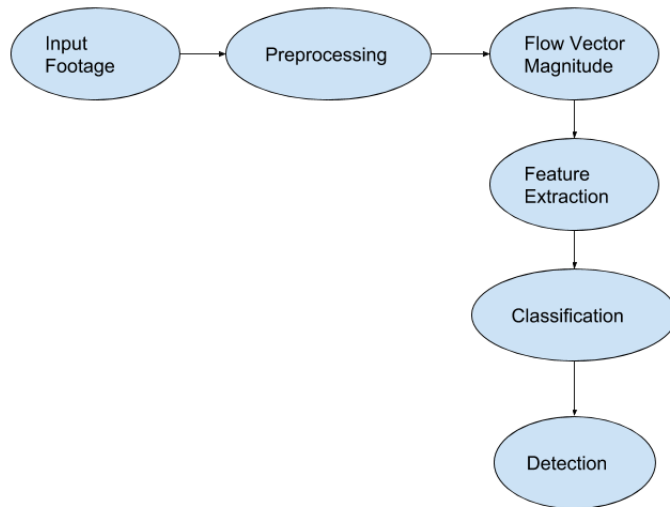 Input
Footage
Preprocessing
Flow Vector
Magnitude
Feature
Extraction
Classification
Detection